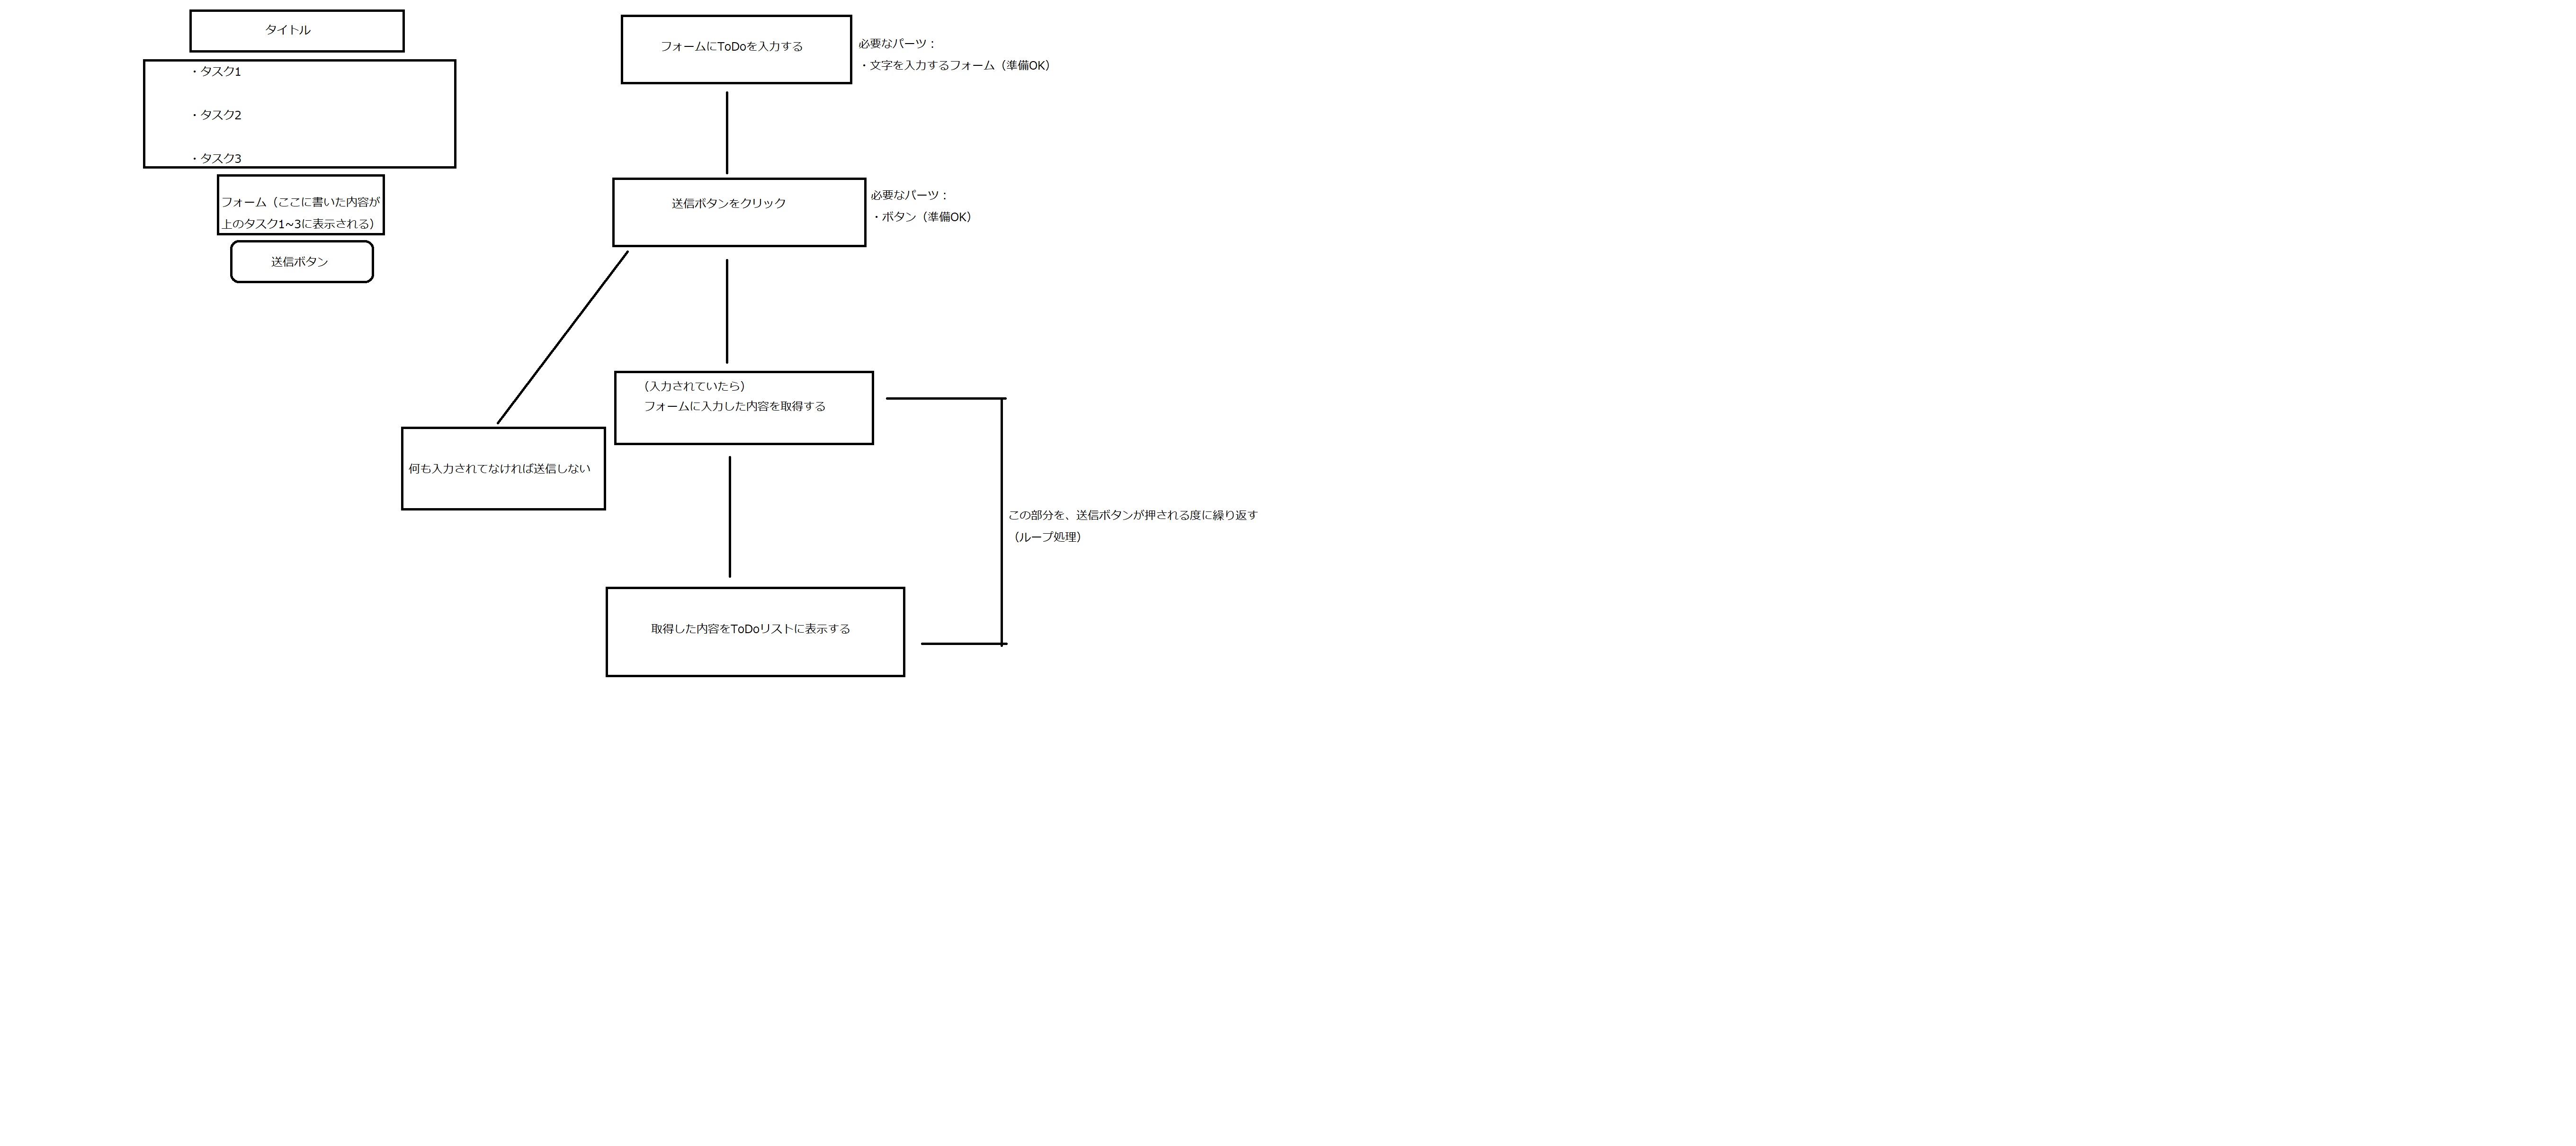 タイトル
・タスク1
・タスク2
・タスク3
フォーム（ここに書いた内容が
上のタスク1~3に表示される）
送信ボタン
フォームにToDoを入力する
必要なパーツ：
・文字を入力するフォーム（準備OK）
送信ボタンをクリック
必要なパーツ：
・ボタン（準備OK）
（入力されていたら）
フォームに入力した内容を取得する
何も入力されてなければ送信しない
この部分を、送信ボタンが押される度に繰り返す
（ループ処理）
取得した内容をToDoリストに表示する